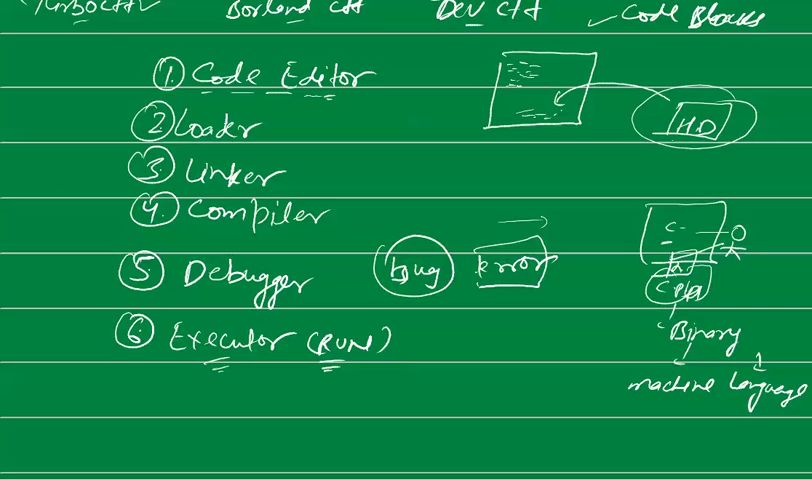 TurboC++ Borland C++ Dev C++ Code Blocks
1. Code Editor
2 Loader HD
3. Linker
4. Compiler
C
5. Debugger bug error
CPU
6. Executor (RUN) Binary
machine Language